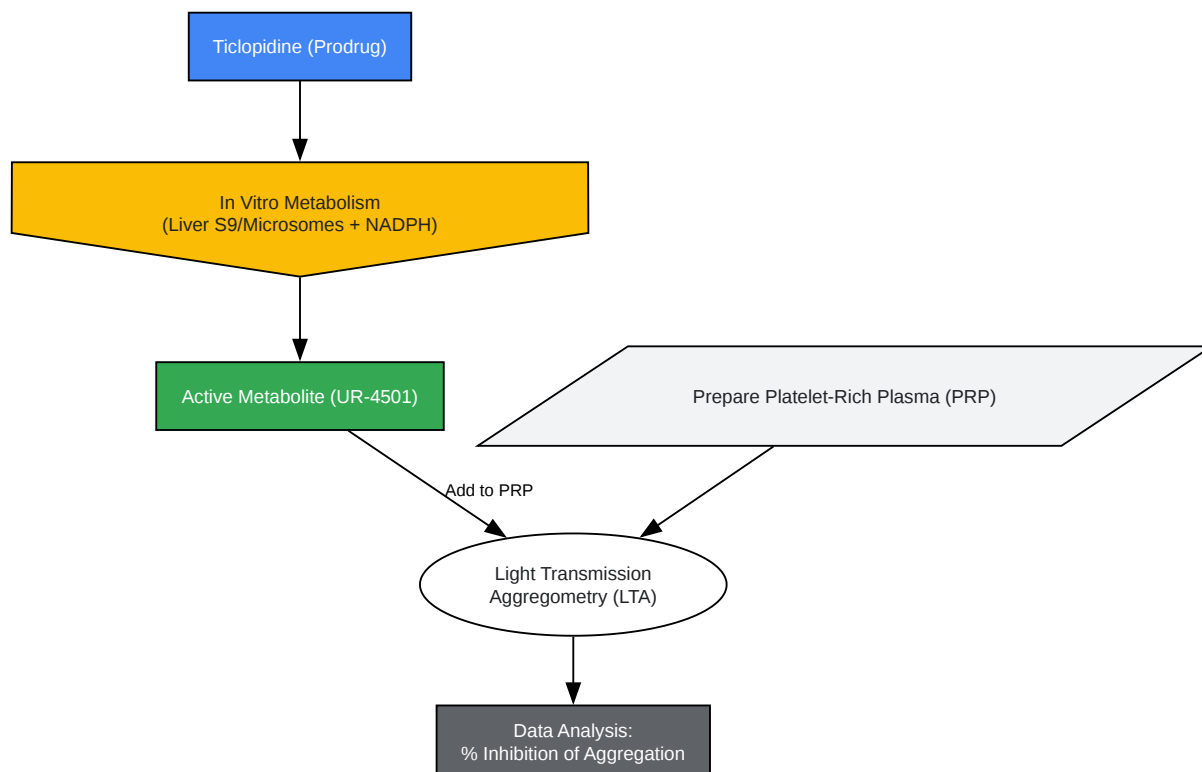 Ticlopidine (Prodrug)
In Vitro Metabolism
(Liver S9/Microsomes + NADPH)
Active Metabolite (UR-4501)
Prepare Platelet-Rich Plasma (PRP)
Add to PRP
Light Transmission
Aggregometry (LTA)
Data Analysis:
% Inhibition of Aggregation